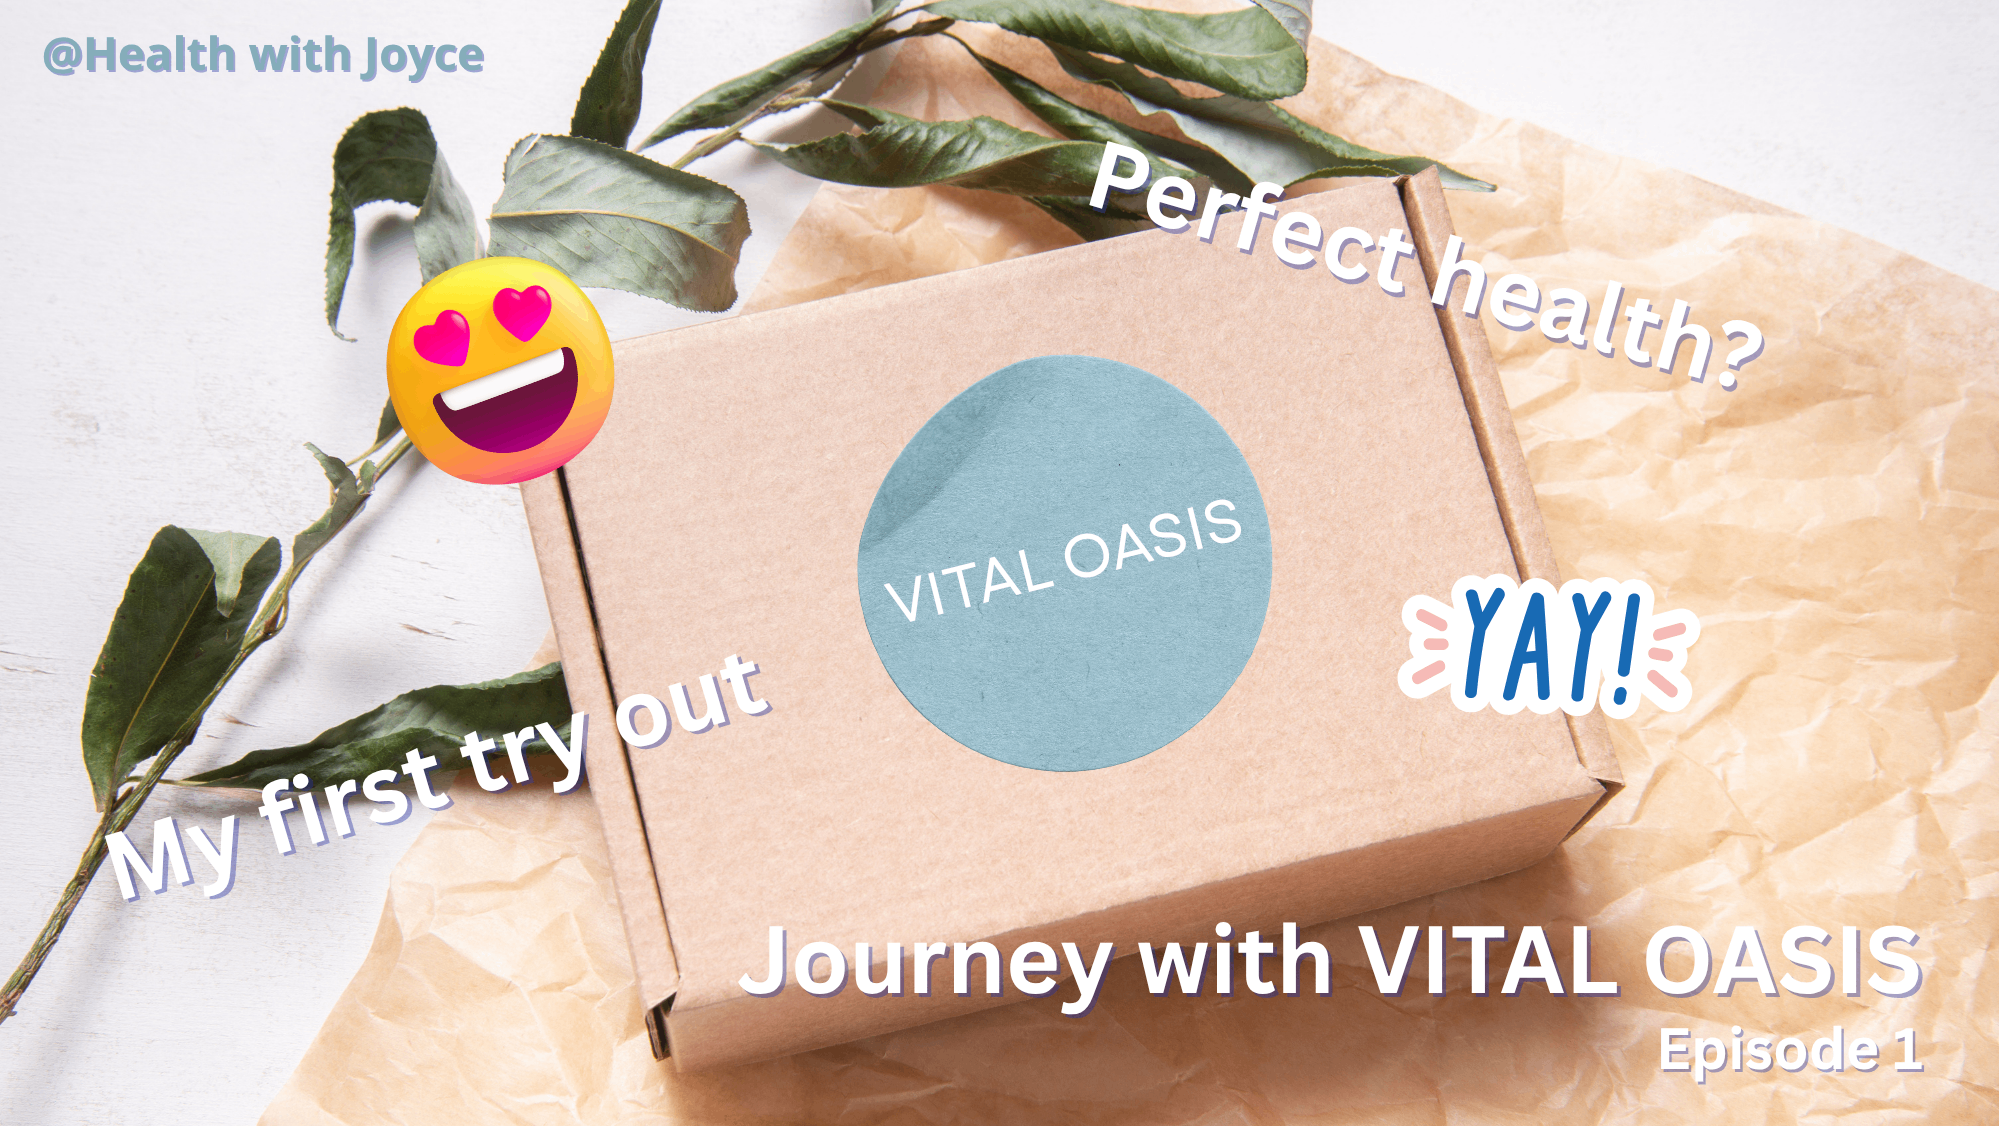 @Health with Joyce
Perfect health?
VITAL OASIS
YAY!
My first try out
Journey with VITAL OASIS
Episode 1